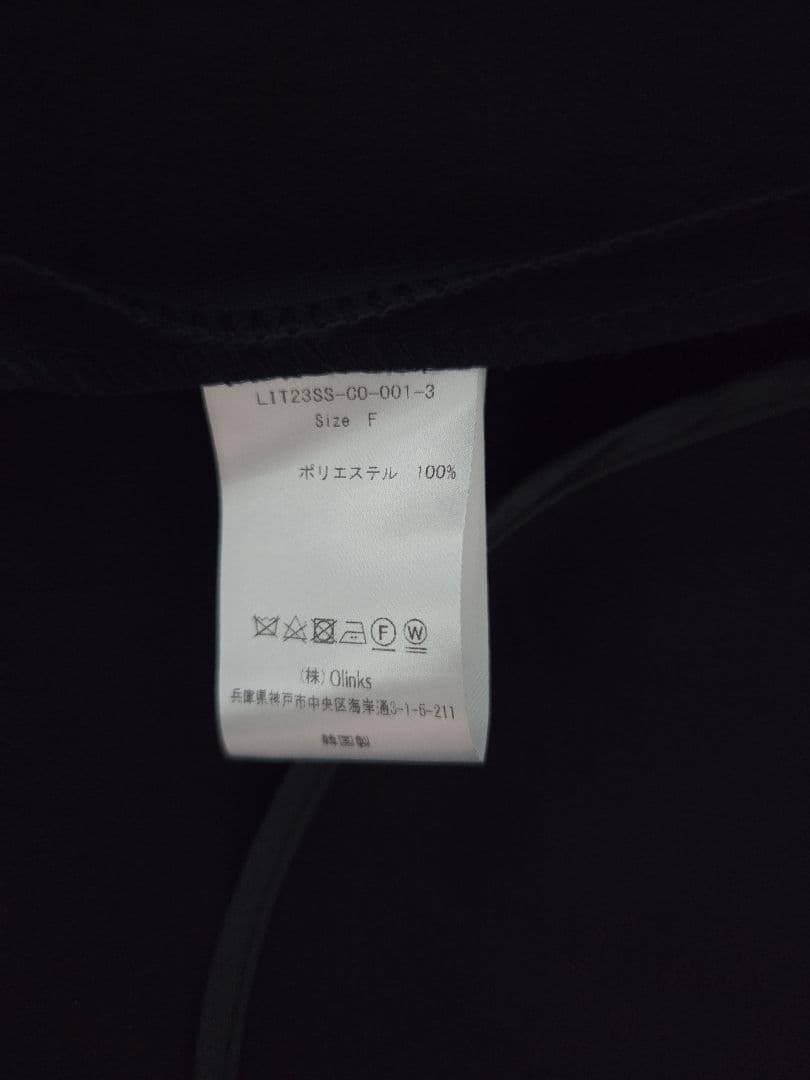 LIT23SS-CO-001-3
Size F
ポリエステル 100%
F W
(株)Olinks
兵庫県神戸市中央区海岸通3-1-5-211
韓国製